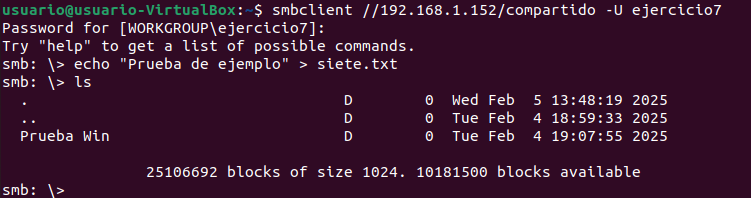 usuario@usuario-VirtualBox:~$ smbclient //192.168.1.152/compartido -U ejercicio7
Password for [WORKGROUP\ejercicio7]:
Try "help" to get a list of possible commands.
smb: \> echo "Prueba de ejemplo" > siete.txt
smb: \> ls
  .                                   D        0  Wed Feb  5 13:48:19 2025
  ..                                  D        0  Tue Feb  4 18:59:33 2025
  Prueba Win                          D        0  Tue Feb  4 19:07:55 2025
                25106692 blocks of size 1024. 10181500 blocks available
smb: \>